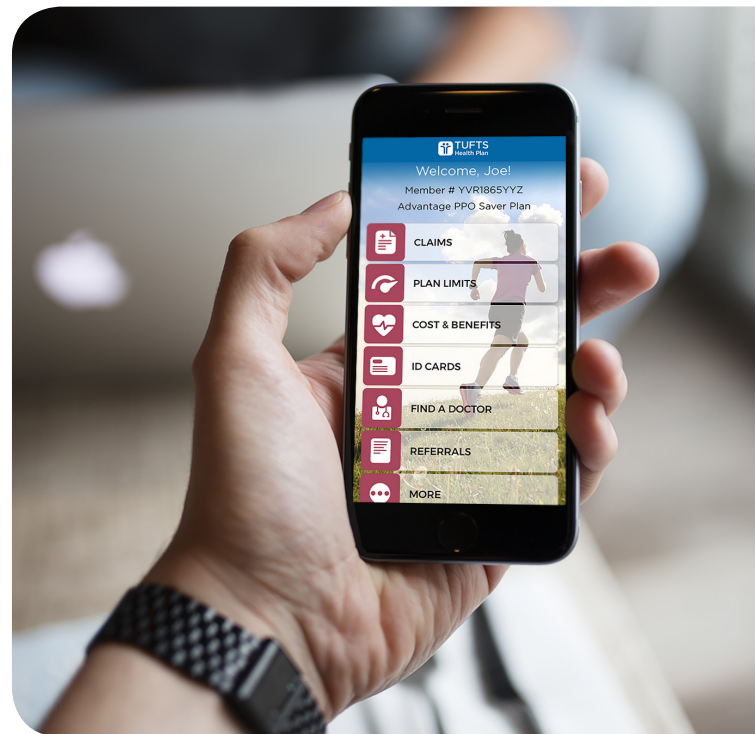 TUFTS
Health Plan
Welcome, Joe!
Member # YVR1865YYZ
Advantage PPO Saver Plan
CLAIMS
PLAN LIMITS
COST & BENEFITS
ID CARDS
FIND A DOCTOR
REFERRALS
MORE